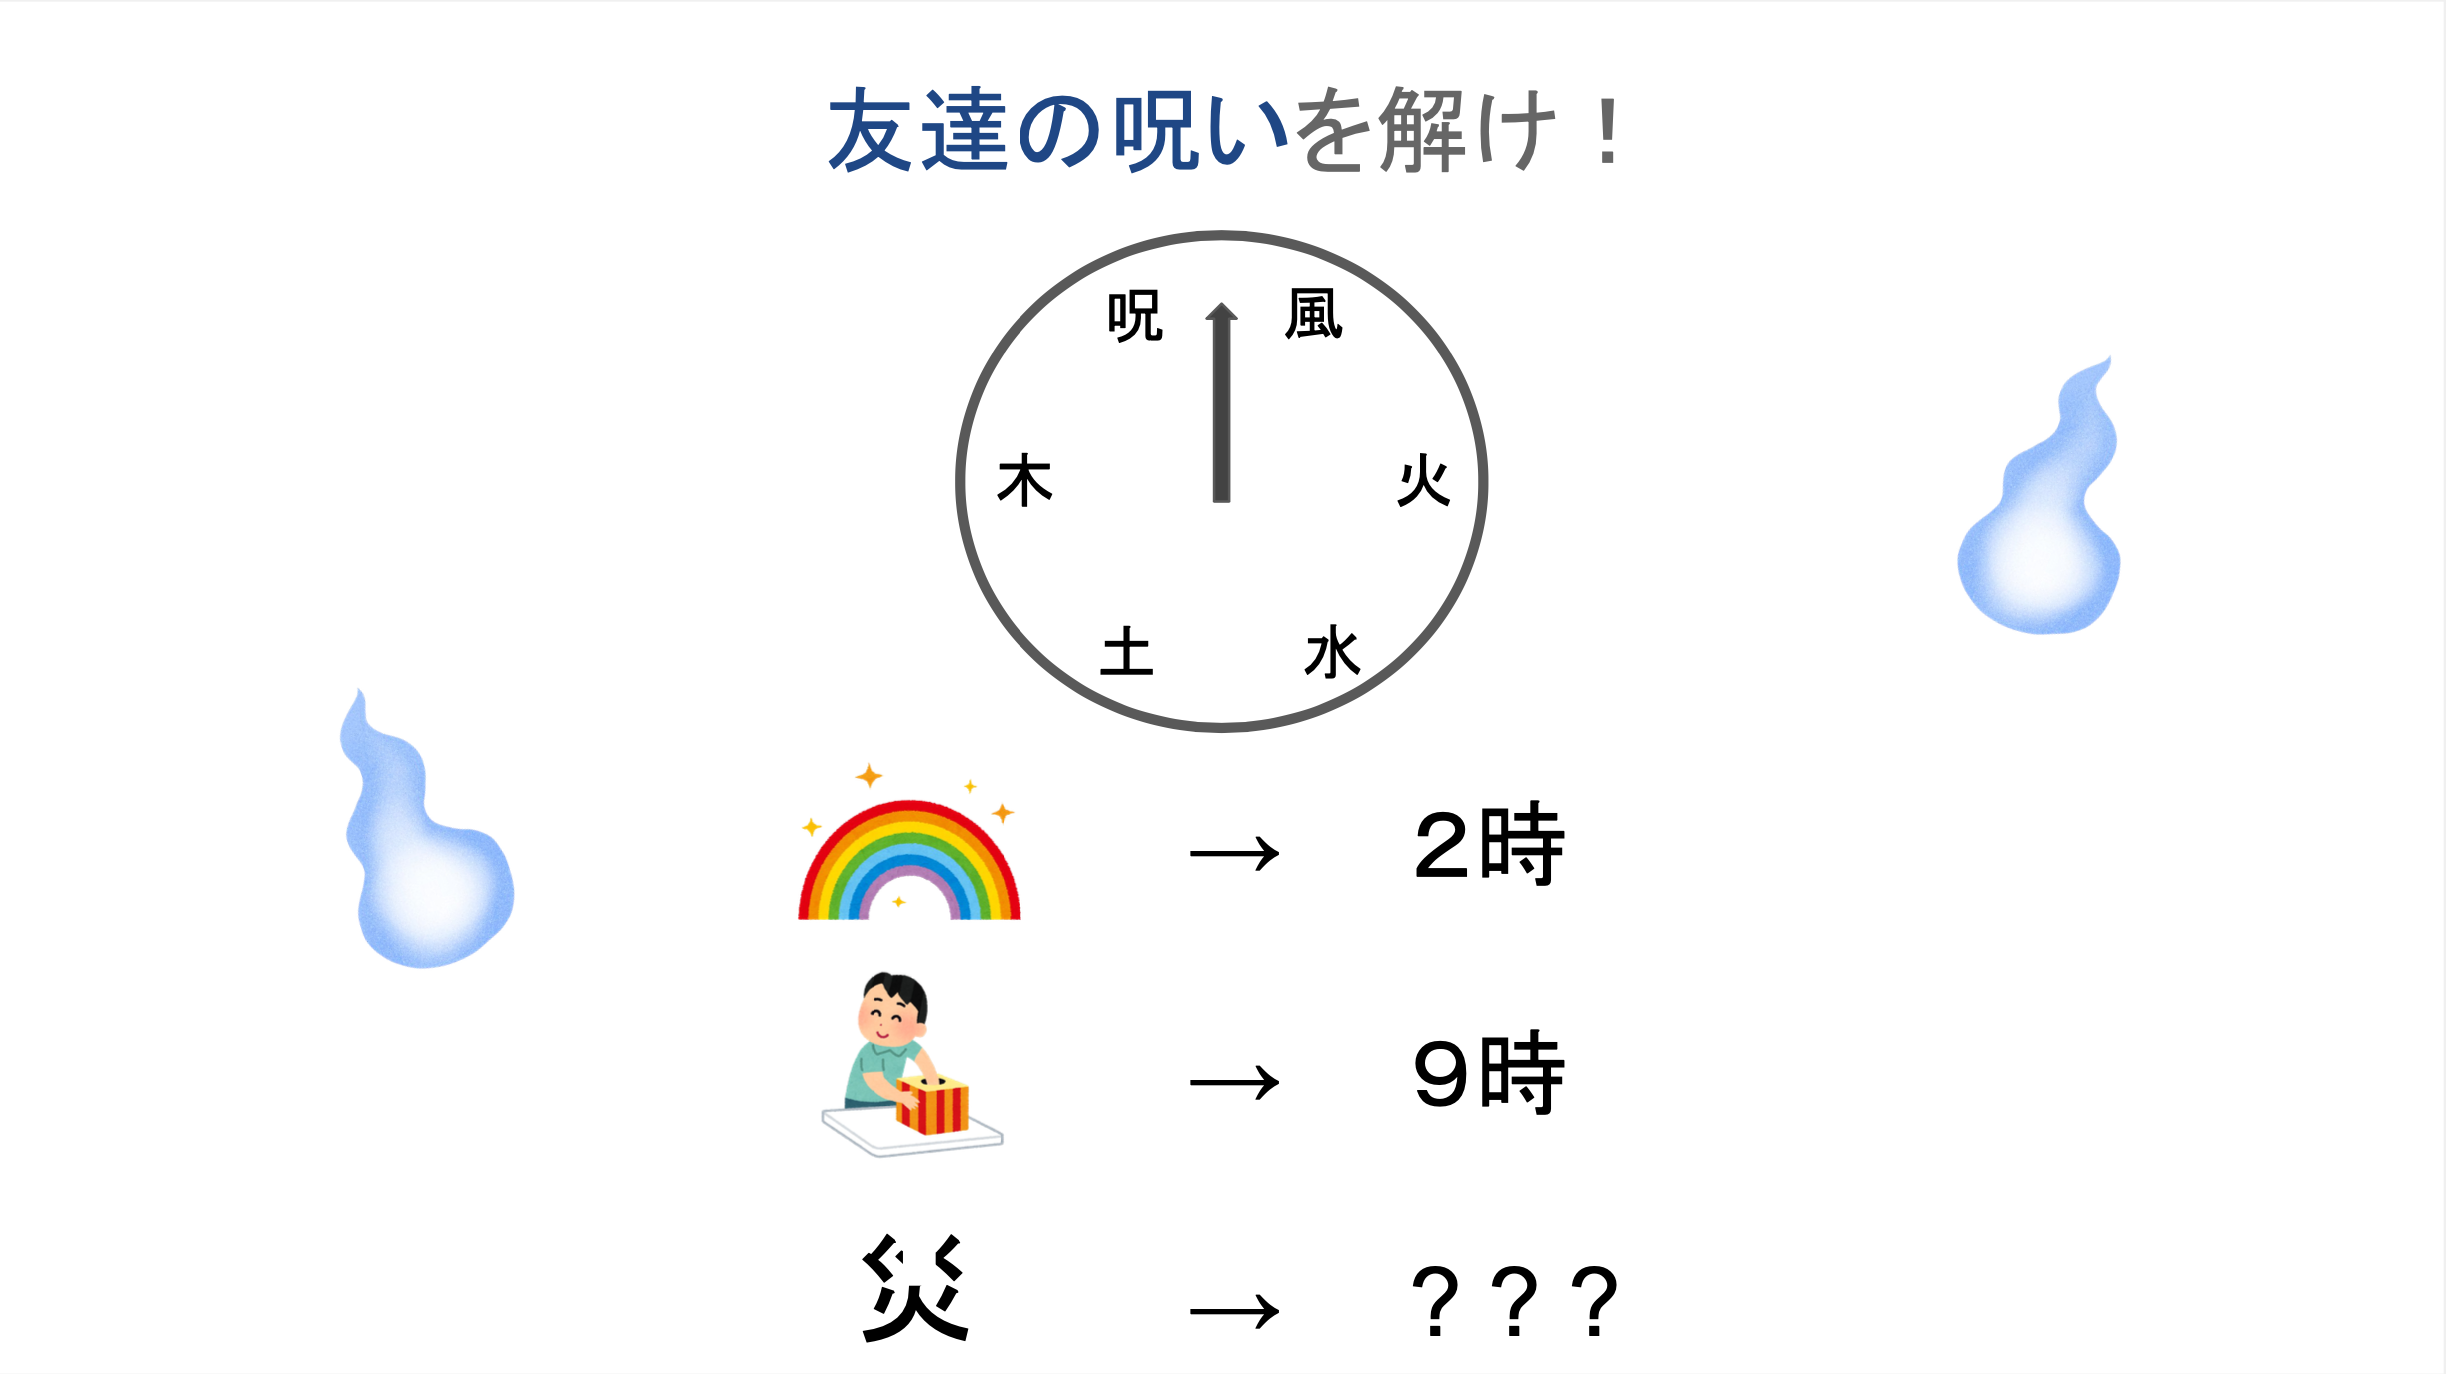 友達の呪いを解け！
呪 風
木 火
土 水
→ 2時
→ 9時
災 → ？？？